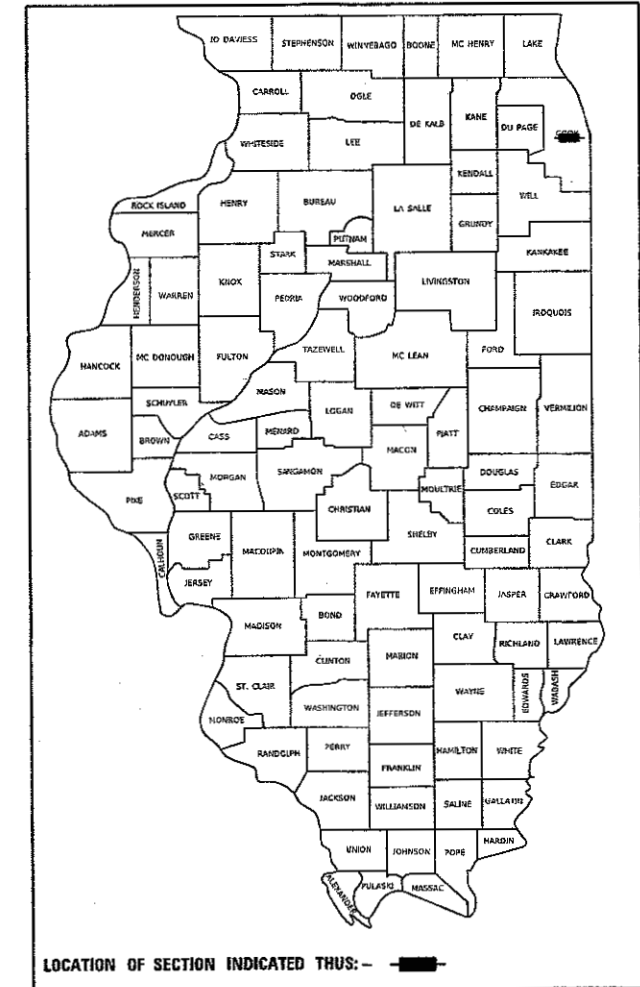 JO DAVIESS STEPHENSON WINNEBAGO BOONE MC HENRY LAKE
CARROLL OGLE DE KALB KANE DU PAGE COOK
WHITESIDE LEE KENDALL WILL
ROCK ISLAND HENRY BUREAU LA SALLE GRUNDY
MERCER PUTNAM KANKAKEE
STARK MARSHALL
HENDERSON WARREN KNOX PEORIA WOODFORD LIVINGSTON IROQUOIS
HANCOCK MC DONOUGH FULTON TAZEWELL MC LEAN FORD
SCHUYLER MASON LOGAN DE WITT CHAMPAIGN VERMILION
ADAMS BROWN CASS MENARD MACON PIATT
PIKE SCOTT MORGAN SANGAMON MOULTRIE DOUGLAS EDGAR
CHRISTIAN COLES
CALHOUN GREENE MACOUPIN MONTGOMERY SHELBY CUMBERLAND CLARK
JERSEY FAYETTE EFFINGHAM JASPER CRAWFORD
MADISON BOND
CLINTON MARION CLAY RICHLAND LAWRENCE
ST. CLAIR WASHINGTON JEFFERSON WAYNE EDWARDS WABASH
MONROE
RANDOLPH PERRY FRANKLIN HAMILTON WHITE
JACKSON WILLIAMSON SALINE GALLATIN
UNION JOHNSON POPE HARDIN
ALEXANDER PULASKI MASSAC
LOCATION OF SECTION INDICATED THUS:-